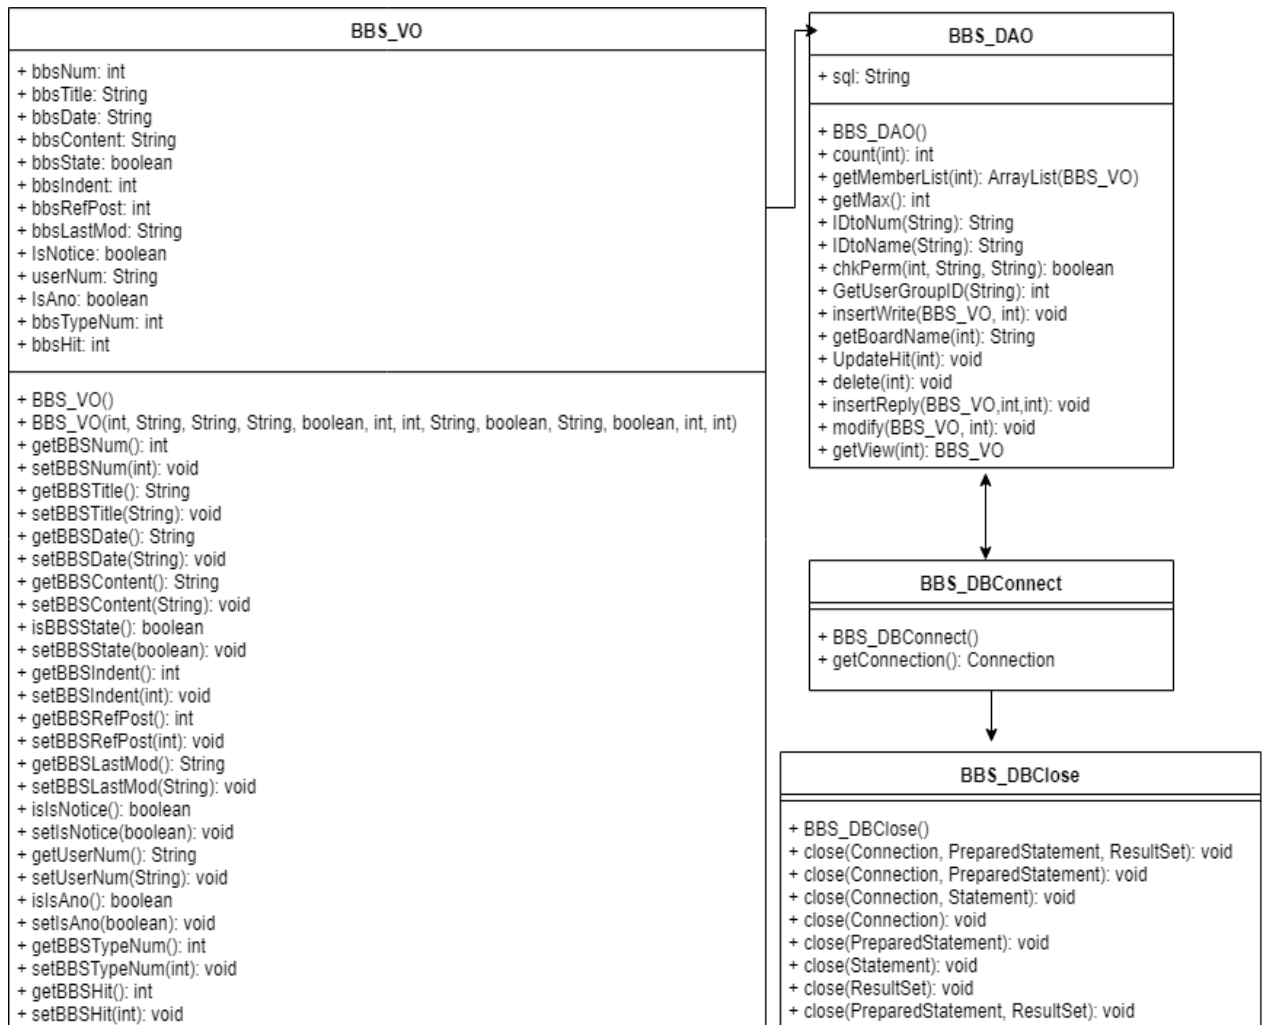 BBS_VO
+ bbsNum: int
+ bbsTitle: String
+ bbsDate: String
+ bbsContent: String
+ bbsState: boolean
+ bbsIndent: int
+ bbsRefPost: int
+ bbsLastMod: String
+ IsNotice: boolean
+ userNum: String
+ IsAno: boolean
+ bbsTypeNum: int
+ bbsHit: int
+ BBS_VO()
+ BBS_VO(int, String, String, String, boolean, int, int, String, boolean, String, boolean, int, int)
+ getBBSNum(): int
+ setBBSNum(int): void
+ getBBSTitle(): String
+ setBBSTitle(String): void
+ getBBSDate(): String
+ setBBSDate(String): void
+ getBBSContent(): String
+ setBBSContent(String): void
+ isBBSState(): boolean
+ setBBSState(boolean): void
+ getBBSIndent(): int
+ setBBSIndent(int): void
+ getBBSRefPost(): int
+ setBBSRefPost(int): void
+ getBBSLastMod(): String
+ setBBSLastMod(String): void
+ isIsNotice(): boolean
+ setIsNotice(boolean): void
+ getUserNum(): String
+ setUserNum(String): void
+ isIsAno(): boolean
+ setIsAno(boolean): void
+ getBBSTypeNum(): int
+ setBBSTypeNum(int): void
+ getBBSHit(): int
+ setBBSHit(int): void
BBS_DAO
+ sql: String
+ BBS_DAO()
+ count(int): int
+ getMemberList(int): ArrayList(BBS_VO)
+ getMax(): int
+ IDtoNum(String): String
+ IDtoName(String): String
+ chkPerm(int, String, String): boolean
+ GetUserGroupID(String): int
+ insertWrite(BBS_VO, int): void
+ getBoardName(int): String
+ UpdateHit(int): void
+ delete(int): void
+ insertReply(BBS_VO,int,int): void
+ modify(BBS_VO, int): void
+ getView(int): BBS_VO
BBS_DBConnect
+ BBS_DBConnect()
+ getConnection(): Connection
BBS_DBClose
+ BBS_DBClose()
+ close(Connection, PreparedStatement, ResultSet): void
+ close(Connection, PreparedStatement): void
+ close(Connection, Statement): void
+ close(Connection): void
+ close(PreparedStatement): void
+ close(Statement): void
+ close(ResultSet): void
+ close(PreparedStatement, ResultSet): void